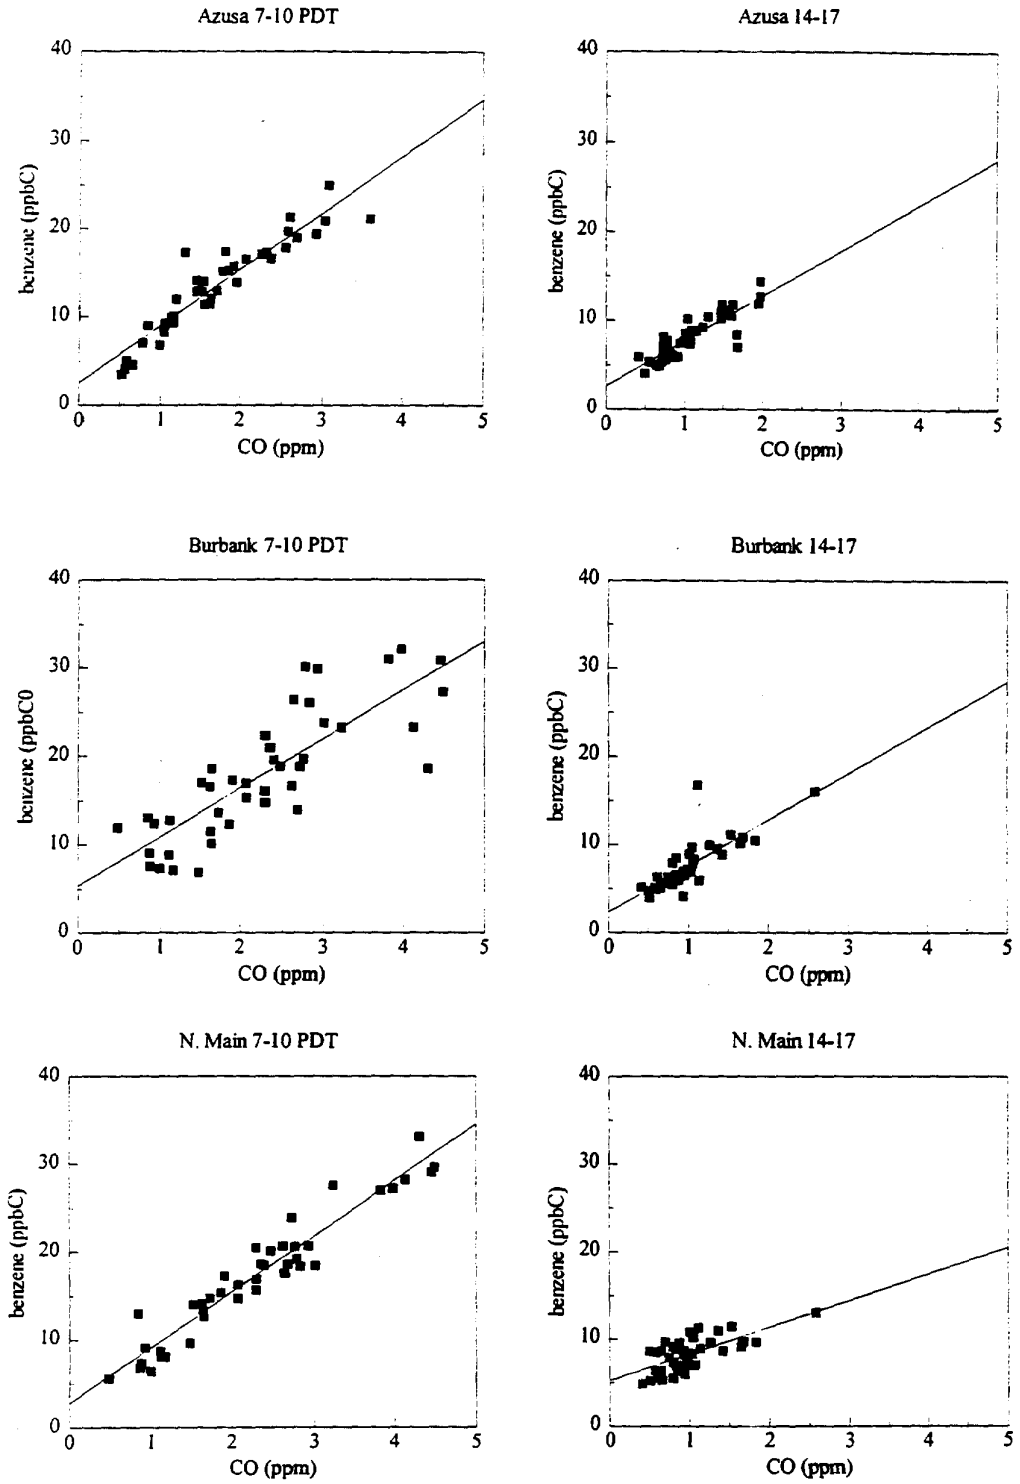 Azusa 7-10 PDT
40
30
20
10
0
benzene (ppbC)
0 1 2 3 4 5
CO (ppm)
Azusa 14-17
40
30
20
10
0
benzene (ppbC)
0 1 2 3 4 5
CO (ppm)
Burbank 7-10 PDT
40
30
20
10
0
benzene (ppbC0
0 1 2 3 4 5
CO (ppm)
Burbank 14-17
40
30
20
10
0
benzene (ppbC)
0 1 2 3 4 5
CO (ppm)
N. Main 7-10 PDT
40
30
20
10
0
benzene (ppbC)
0 1 2 3 4 5
CO (ppm)
N. Main 14-17
40
30
20
10
0
benzene (ppbC)
0 1 2 3 4 5
CO (ppm)